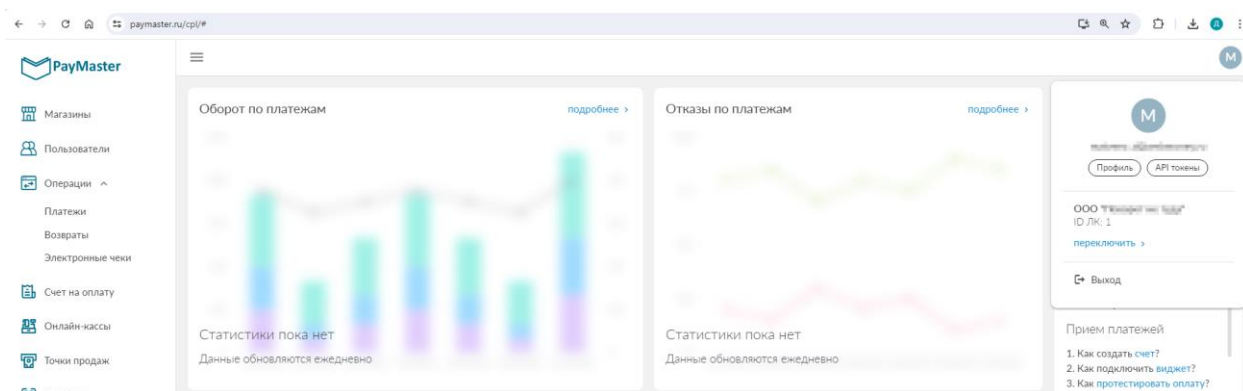 paymaster.ru/cpl/#
Д
PayMaster
М
Магазины
Пользователи
Операции
Платежи
Возвраты
Электронные чеки
Счет на оплату
Онлайн-кассы
Точки продаж
Оборот по платежам
подробнее >
Статистики пока нет
Данные обновляются ежедневно
Отказы по платежам
подробнее >
Статистики пока нет
Данные обновляются ежедневно
М
Профиль
API токены
ООО
ID ЛК: 1
переключить >
Выход
Прием платежей
1. Как создать счет?
2. Как подключить виджет?
3. Как протестировать оплату?